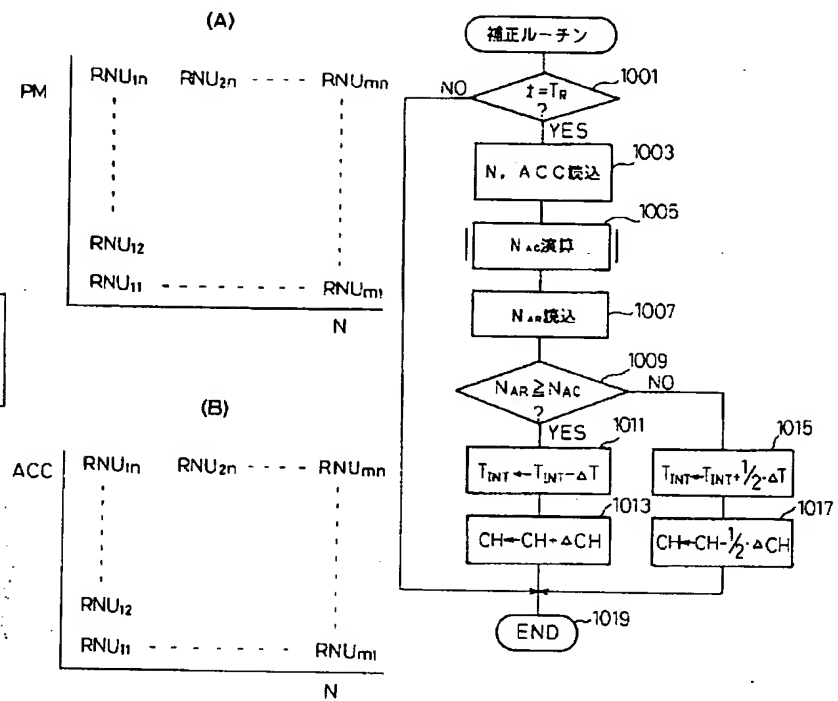 (A)
PM
RNU1n RNU2n ---- RNUmn
RNU12
RNU11 -------- RNUm1
N
(B)
ACC
RNU1n RNU2n ---- RNUmn
RNU12
RNU11 -------- RNUm1
N
補正ルーチン
1001
t=TR
?
NO
YES
1003
N, ACC読込
1005
NAC演算
NAR読込
1007
1009
NAR≧NAC
?
NO
YES
1011
TINT←TINT-ΔT
1015
TINT←TINT+1/2・ΔT
1013
CH←CH+ΔCH
1017
CH←CH-1/2・ΔCH
END
1019